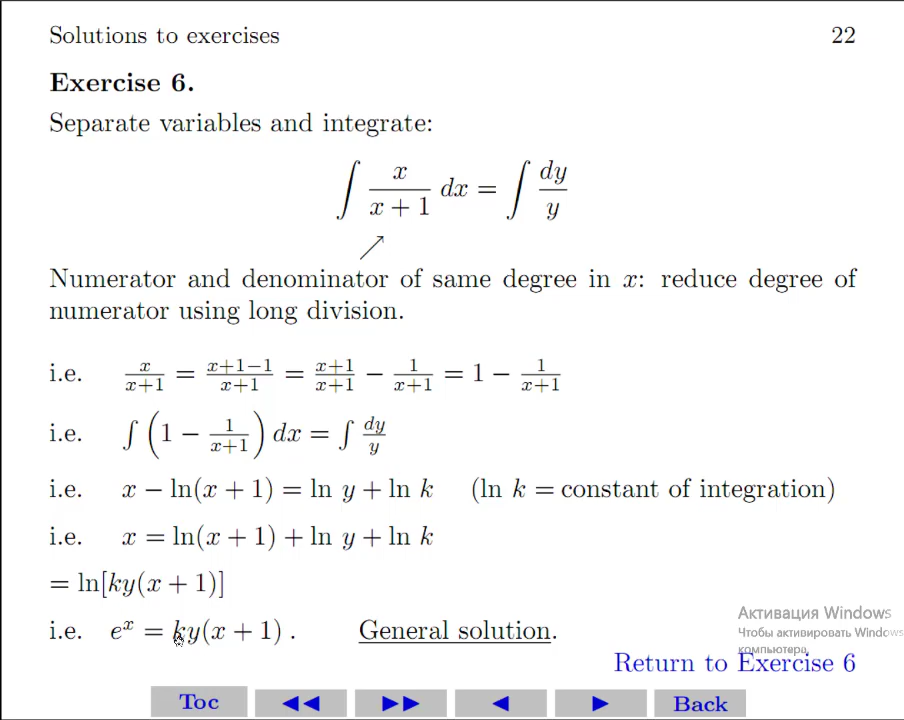 Solutions to exercises 22
Exercise 6.
Separate variables and integrate:
∫ x/(x + 1) dx = ∫ dy/y
Numerator and denominator of same degree in x: reduce degree of
numerator using long division.
i.e. x/(x+1) = (x+1−1)/(x+1) = (x+1)/(x+1) − 1/(x+1) = 1 − 1/(x+1)
i.e. ∫ (1 − 1/(x+1)) dx = ∫ dy/y
i.e. x − ln(x + 1) = ln y + ln k (ln k = constant of integration)
i.e. x = ln(x + 1) + ln y + ln k
= ln[ky(x + 1)]
i.e. eˣ = ky(x + 1) . General solution.
Активация Windows
Чтобы активировать Windows
компьютера.
Return to Exercise 6
Toc ◀◀ ▶▶ ◀ ▶ Back